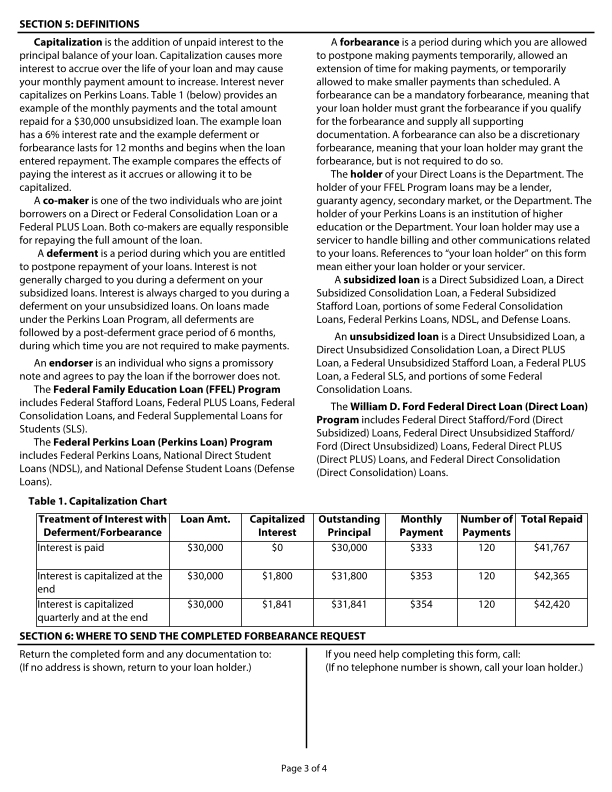 SECTION 5: DEFINITIONS
Capitalization is the addition of unpaid interest to the
principal balance of your loan. Capitalization causes more
interest to accrue over the life of your loan and may cause
your monthly payment amount to increase. Interest never
capitalizes on Perkins Loans. Table 1 (below) provides an
example of the monthly payments and the total amount
repaid for a $30,000 unsubsidized loan. The example loan
has a 6% interest rate and the example deferment or
forbearance lasts for 12 months and begins when the loan
entered repayment. The example compares the effects of
paying the interest as it accrues or allowing it to be
capitalized.
A co-maker is one of the two individuals who are joint
borrowers on a Direct or Federal Consolidation Loan or a
Federal PLUS Loan. Both co-makers are equally responsible
for repaying the full amount of the loan.
A deferment is a period during which you are entitled
to postpone repayment of your loans. Interest is not
generally charged to you during a deferment on your
subsidized loans. Interest is always charged to you during a
deferment on your unsubsidized loans. On loans made
under the Perkins Loan Program, all deferments are
followed by a post-deferment grace period of 6 months,
during which time you are not required to make payments.
An endorser is an individual who signs a promissory
note and agrees to pay the loan if the borrower does not.
The Federal Family Education Loan (FFEL) Program
includes Federal Stafford Loans, Federal PLUS Loans, Federal
Consolidation Loans, and Federal Supplemental Loans for
Students (SLS).
The Federal Perkins Loan (Perkins Loan) Program
includes Federal Perkins Loans, National Direct Student
Loans (NDSL), and National Defense Student Loans (Defense
Loans).
A forbearance is a period during which you are allowed
to postpone making payments temporarily, allowed an
extension of time for making payments, or temporarily
allowed to make smaller payments than scheduled. A
forbearance can be a mandatory forbearance, meaning that
your loan holder must grant the forbearance if you qualify
for the forbearance and supply all supporting
documentation. A forbearance can also be a discretionary
forbearance, meaning that your loan holder may grant the
forbearance, but is not required to do so.
The holder of your Direct Loans is the Department. The
holder of your FFEL Program loans may be a lender,
guaranty agency, secondary market, or the Department. The
holder of your Perkins Loans is an institution of higher
education or the Department. Your loan holder may use a
servicer to handle billing and other communications related
to your loans. References to “your loan holder” on this form
mean either your loan holder or your servicer.
A subsidized loan is a Direct Subsidized Loan, a Direct
Subsidized Consolidation Loan, a Federal Subsidized
Stafford Loan, portions of some Federal Consolidation
Loans, Federal Perkins Loans, NDSL, and Defense Loans.
An unsubsidized loan is a Direct Unsubsidized Loan, a
Direct Unsubsidized Consolidation Loan, a Direct PLUS
Loan, a Federal Unsubsidized Stafford Loan, a Federal PLUS
Loan, a Federal SLS, and portions of some Federal
Consolidation Loans.
The William D. Ford Federal Direct Loan (Direct Loan)
Program includes Federal Direct Stafford/Ford (Direct
Subsidized) Loans, Federal Direct Unsubsidized Stafford/
Ford (Direct Unsubsidized) Loans, Federal Direct PLUS
(Direct PLUS) Loans, and Federal Direct Consolidation
(Direct Consolidation) Loans.
Table 1. Capitalization Chart
Treatment of Interest with Loan Amt. Capitalized Outstanding Monthly Number of Total Repaid
Deferment/Forbearance Interest Principal Payment Payments
Interest is paid $30,000 $0 $30,000 $333 120 $41,767
Interest is capitalized at the $30,000 $1,800 $31,800 $353 120 $42,365
end
Interest is capitalized $30,000 $1,841 $31,841 $354 120 $42,420
quarterly and at the end
SECTION 6: WHERE TO SEND THE COMPLETED FORBEARANCE REQUEST
Return the completed form and any documentation to:
(If no address is shown, return to your loan holder.)
If you need help completing this form, call:
(If no telephone number is shown, call your loan holder.)
Page 3 of 4